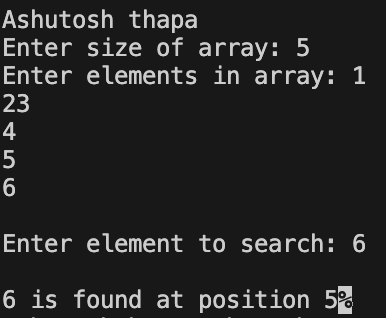 Ashutosh thapa
Enter size of array: 5
Enter elements in array: 1
23
4
5
6
Enter element to search: 6
6 is found at position 5%